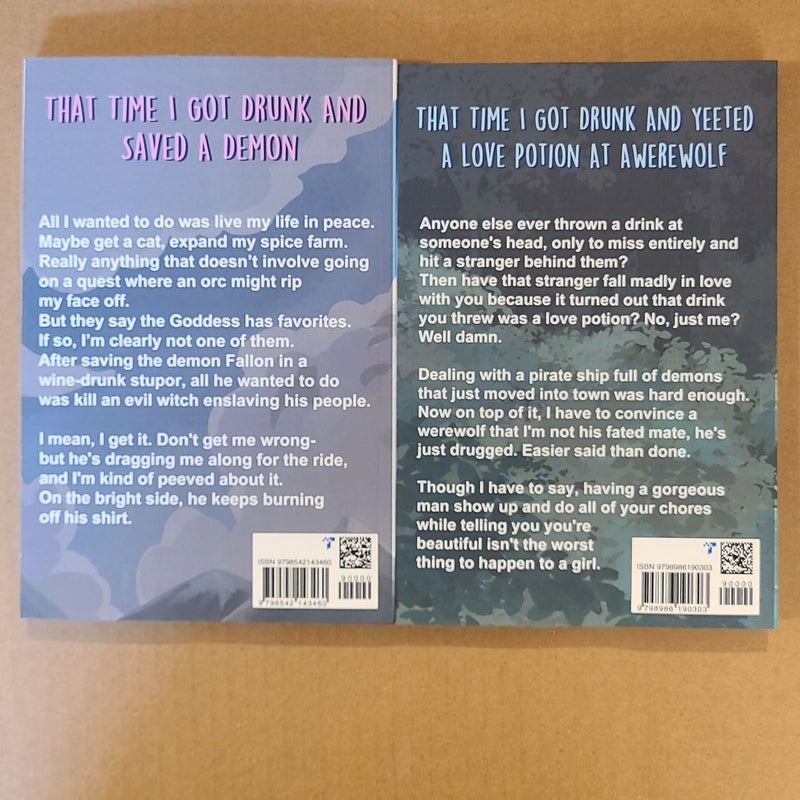 THAT TIME I GOT DRUNK AND
SAVED A DEMON
All I wanted to do was live my life in peace.
Maybe get a cat, expand my spice farm.
Really anything that doesn't involve going
on a quest where an orc might rip
my face off.
But they say the Goddess has favorites.
If so, I'm clearly not one of them.
After saving the demon Fallon in a
wine-drunk stupor, all he wanted to do
was kill an evil witch enslaving his people.
I mean, I get it. Don't get me wrong-
but he's dragging me along for the ride,
and I'm kind of peeved about it.
On the bright side, he keeps burning
off his shirt.
ISBN 9798542143460
90000
9 798542 143460
THAT TIME I GOT DRUNK AND YEETED
A LOVE POTION AT AWEREWOLF
Anyone else ever thrown a drink at
someone's head, only to miss entirely and
hit a stranger behind them?
Then have that stranger fall madly in love
with you because it turned out that drink
you threw was a love potion? No, just me?
Well damn.
Dealing with a pirate ship full of demons
that just moved into town was hard enough.
Now on top of it, I have to convince a
werewolf that I'm not his fated mate, he's
just drugged. Easier said than done.
Though I have to say, having a gorgeous
man show up and do all of your chores
while telling you you're
beautiful isn't the worst
thing to happen to a girl.
ISBN 9798986190303
90000
9 798986 190303